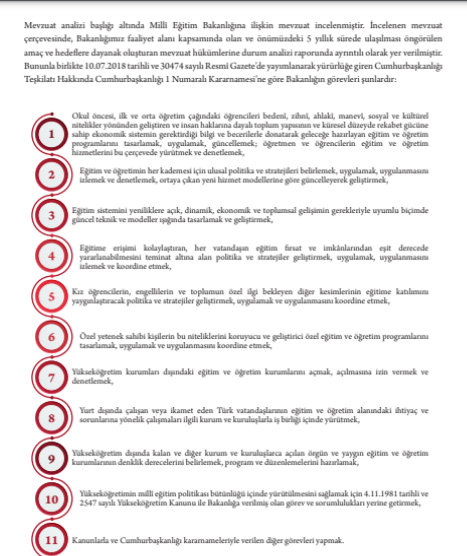 Mevzuat analizi başlığı altında Millî Eğitim Bakanlığına ilişkin mevzuat incelenmiştir. İncelenen mevzuat
çerçevesinde, Bakanlığımız faaliyet alanı kapsamında olan ve önümüzdeki 5 yıllık sürede ulaşılması öngörülen
amaç ve hedeflere dayanak oluşturan mevzuat hükümlerine durum analizi raporunda ayrıntılı olarak yer verilmiştir.
Bununla birlikte 10.07.2018 tarihli ve 30474 sayılı Resmî Gazete'de yayımlanarak yürürlüğe giren Cumhurbaşkanlığı
Teşkilatı Hakkında Cumhurbaşkanlığı 1 Numaralı Kararnamesi'ne göre Bakanlığın görevleri şunlardır:
Okul öncesi, ilk ve orta öğretim çağındaki öğrencileri bedenî, zihnî, ahlakî, manevî, sosyal ve kültürel
nitelikler yönünden geliştiren ve insan haklarına dayalı toplum yapısının ve küresel düzeyde rekabet gücüne
1 sahip ekonomik sistemin gerektirdiği bilgi ve becerilerle donatarak geleceğe hazırlayan eğitim ve öğretim
programlarını tasarlamak, uygulamak, güncellemek; öğretmen ve öğrencilerin eğitim ve öğretim
hizmetlerini bu çerçevede yürütmek ve denetlemek,
2 Eğitim ve öğretimin her kademesi için ulusal politika ve stratejileri belirlemek, uygulamak, uygulanmasını
izlemek ve denetlemek, ortaya çıkan yeni hizmet modellerine göre güncelleyerek geliştirmek,
3 Eğitim sistemini yeniliklere açık, dinamik, ekonomik ve toplumsal gelişimin gerekleriyle uyumlu biçimde
güncel teknik ve modeller ışığında tasarlamak ve geliştirmek,
Eğitime erişimi kolaylaştıran, her vatandaşın eğitim fırsat ve imkânlarından eşit derecede
4 yararlanabilmesini teminat altına alan politika ve stratejiler geliştirmek, uygulamak, uygulanmasını
izlemek ve koordine etmek,
5 Kız öğrencilerin, engellilerin ve toplumun özel ilgi bekleyen diğer kesimlerinin eğitime katılımını
yaygınlaştıracak politika ve stratejiler geliştirmek, uygulamak ve uygulanmasını koordine etmek,
6 Özel yetenek sahibi kişilerin bu niteliklerini koruyucu ve geliştirici özel eğitim ve öğretim programlarını
tasarlamak, uygulamak ve uygulanmasını koordine etmek,
7 Yükseköğretim kurumları dışındaki eğitim ve öğretim kurumlarını açmak, açılmasına izin vermek ve
denetlemek,
8 Yurt dışında çalışan veya ikamet eden Türk vatandaşlarının eğitim ve öğretim alanındaki ihtiyaç ve
sorunlarına yönelik çalışmaları ilgili kurum ve kuruluşlarla iş birliği içinde yürütmek,
9 Yükseköğretim dışında kalan ve diğer kurum ve kuruluşlarca açılan örgün ve yaygın eğitim ve öğretim
kurumlarının denklik derecelerini belirlemek, program ve düzenlemelerini hazırlamak,
10 Yükseköğretimin millî eğitim politikası bütünlüğü içinde yürütülmesini sağlamak için 4.11.1981 tarihli ve
2547 sayılı Yükseköğretim Kanunu ile Bakanlığa verilmiş olan görev ve sorumlulukları yerine getirmek,
11 Kanunlarla ve Cumhurbaşkanlığı kararnameleriyle verilen diğer görevleri yapmak.